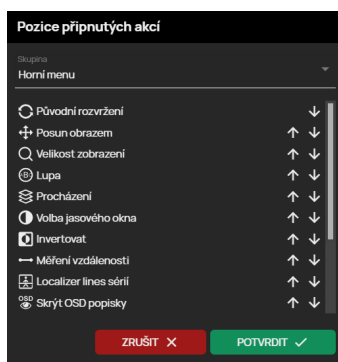 Pozice připnutých akcí
Skupina
Horní menu
Původní rozvržení
Posun obrazem
Velikost zobrazení
Lupa
Procházení
Volba jasového okna
Invertovat
Měření vzdálenosti
Localizer lines sérií
OSD Skrýt OSD popisky
ZRUŠIT
POTVRDIT